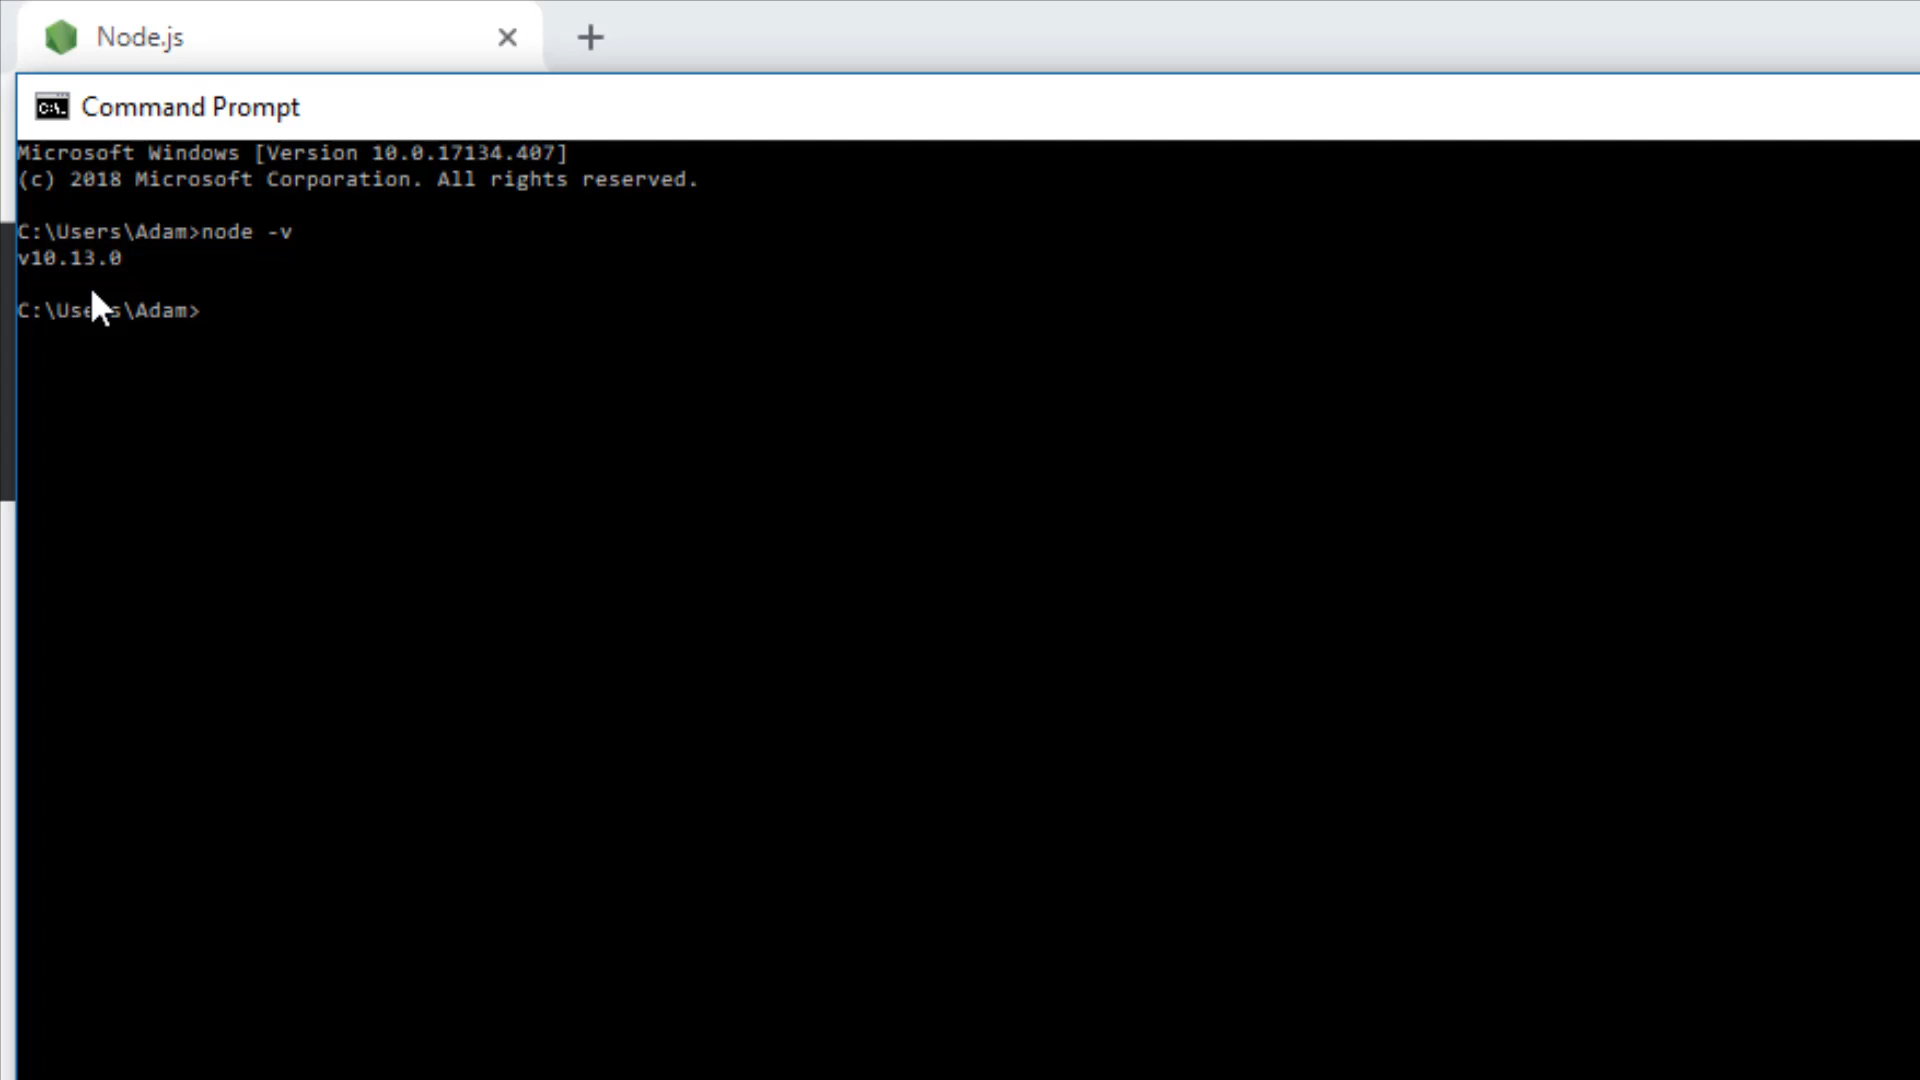 Node.js
Command Prompt
Microsoft Windows [Version 10.0.17134.407]
(c) 2018 Microsoft Corporation. All rights reserved.
C:\Users\Adam>node -v
v10.13.0
C:\Users\Adam>